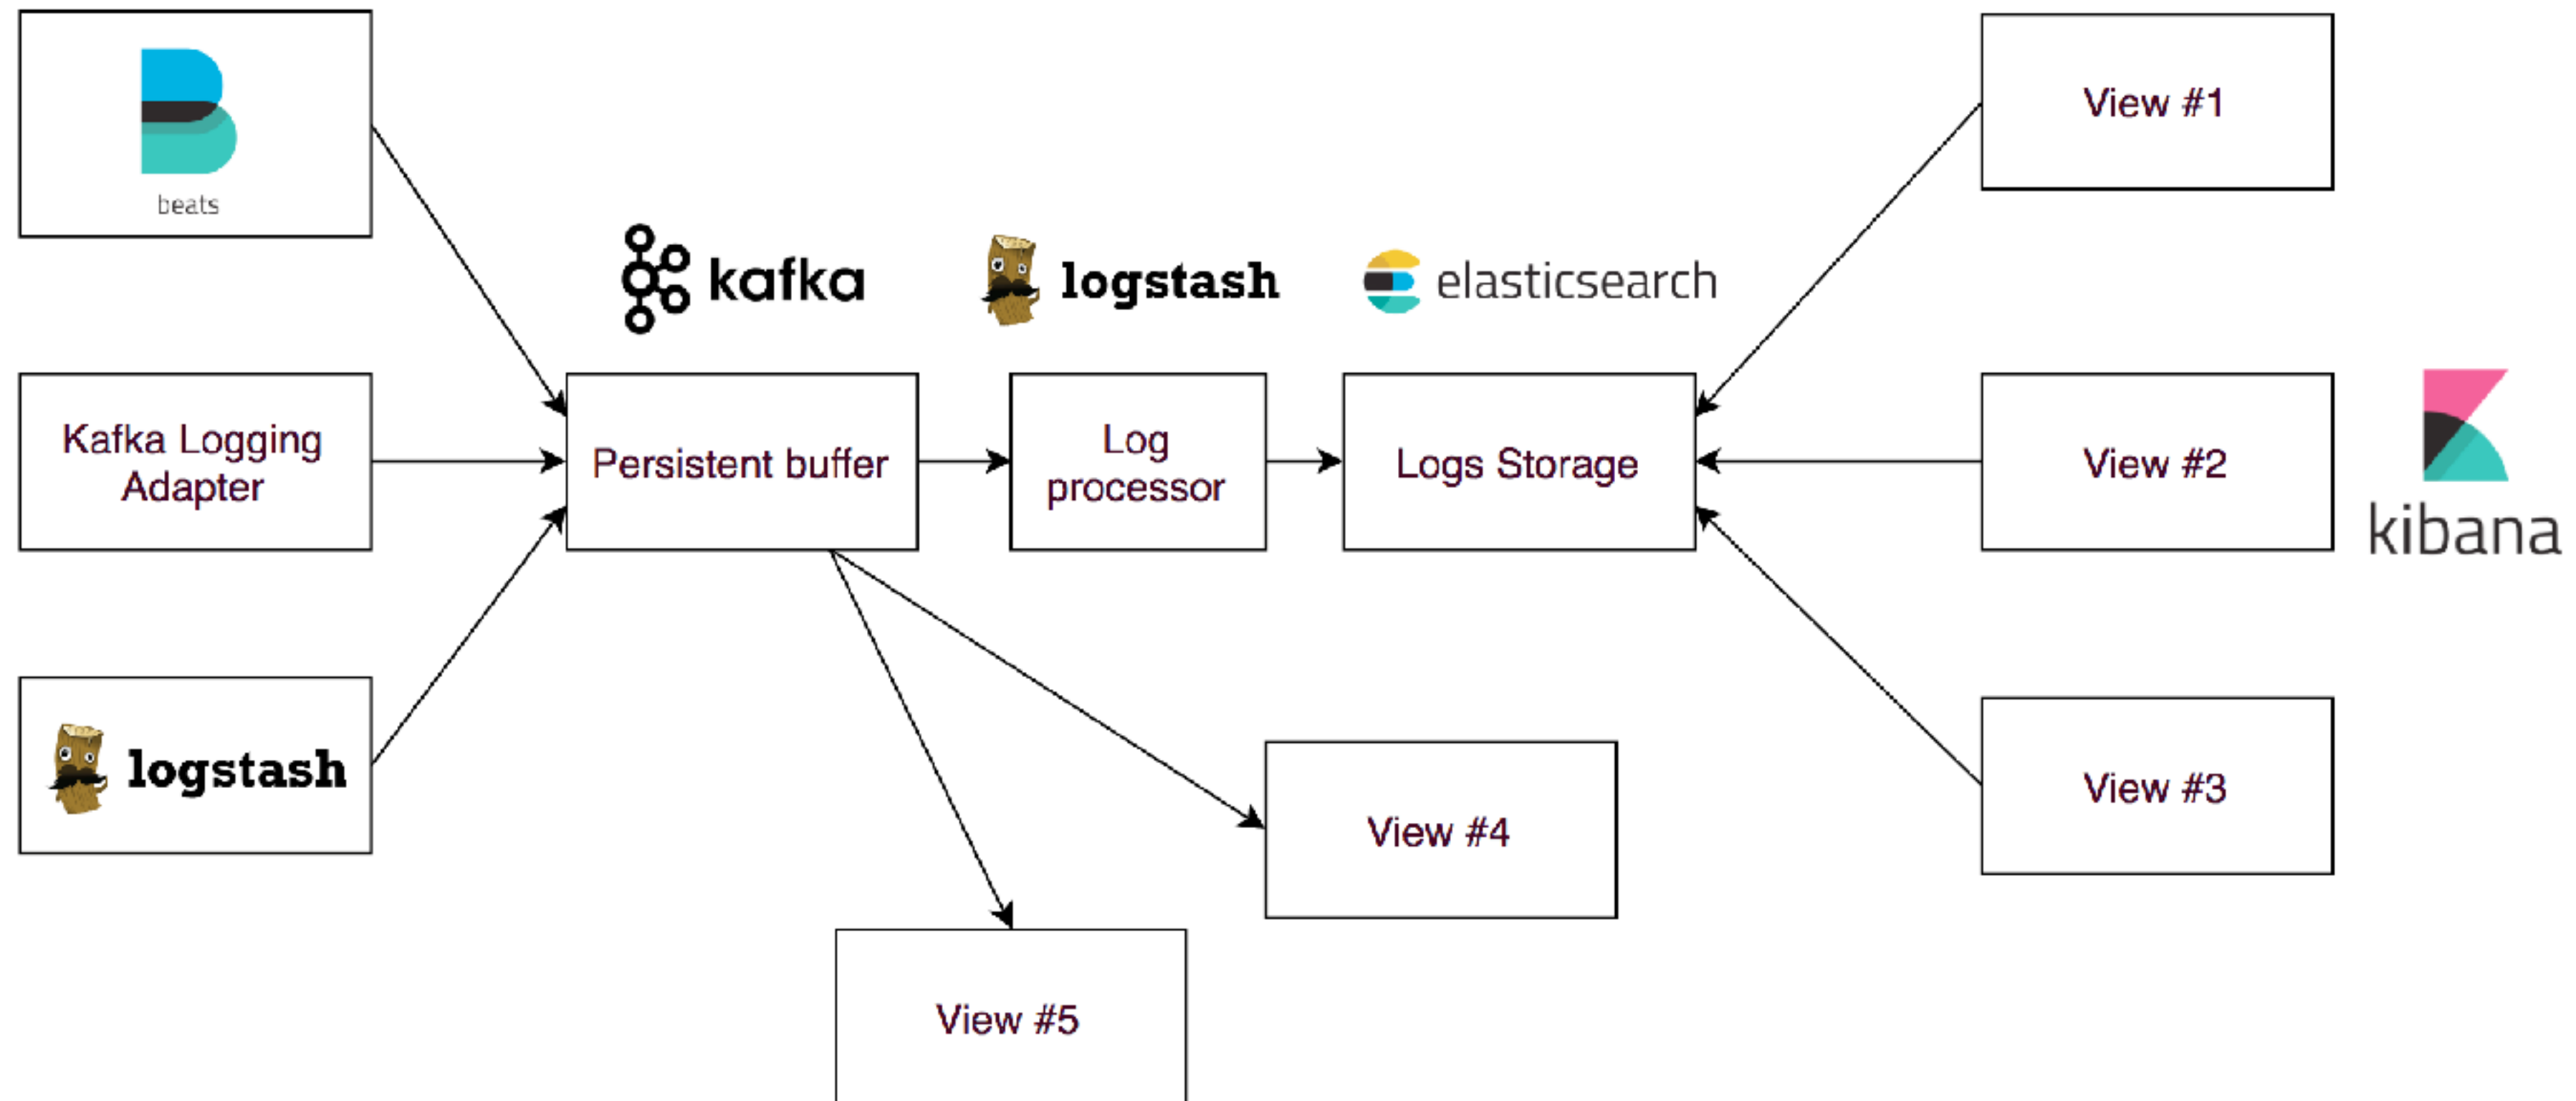 beats
kafka
logstash
elasticsearch
View #1
Kafka Logging
Adapter
Persistent buffer
Log
processor
Logs Storage
View #2
kibana
logstash
View #4
View #3
View #5